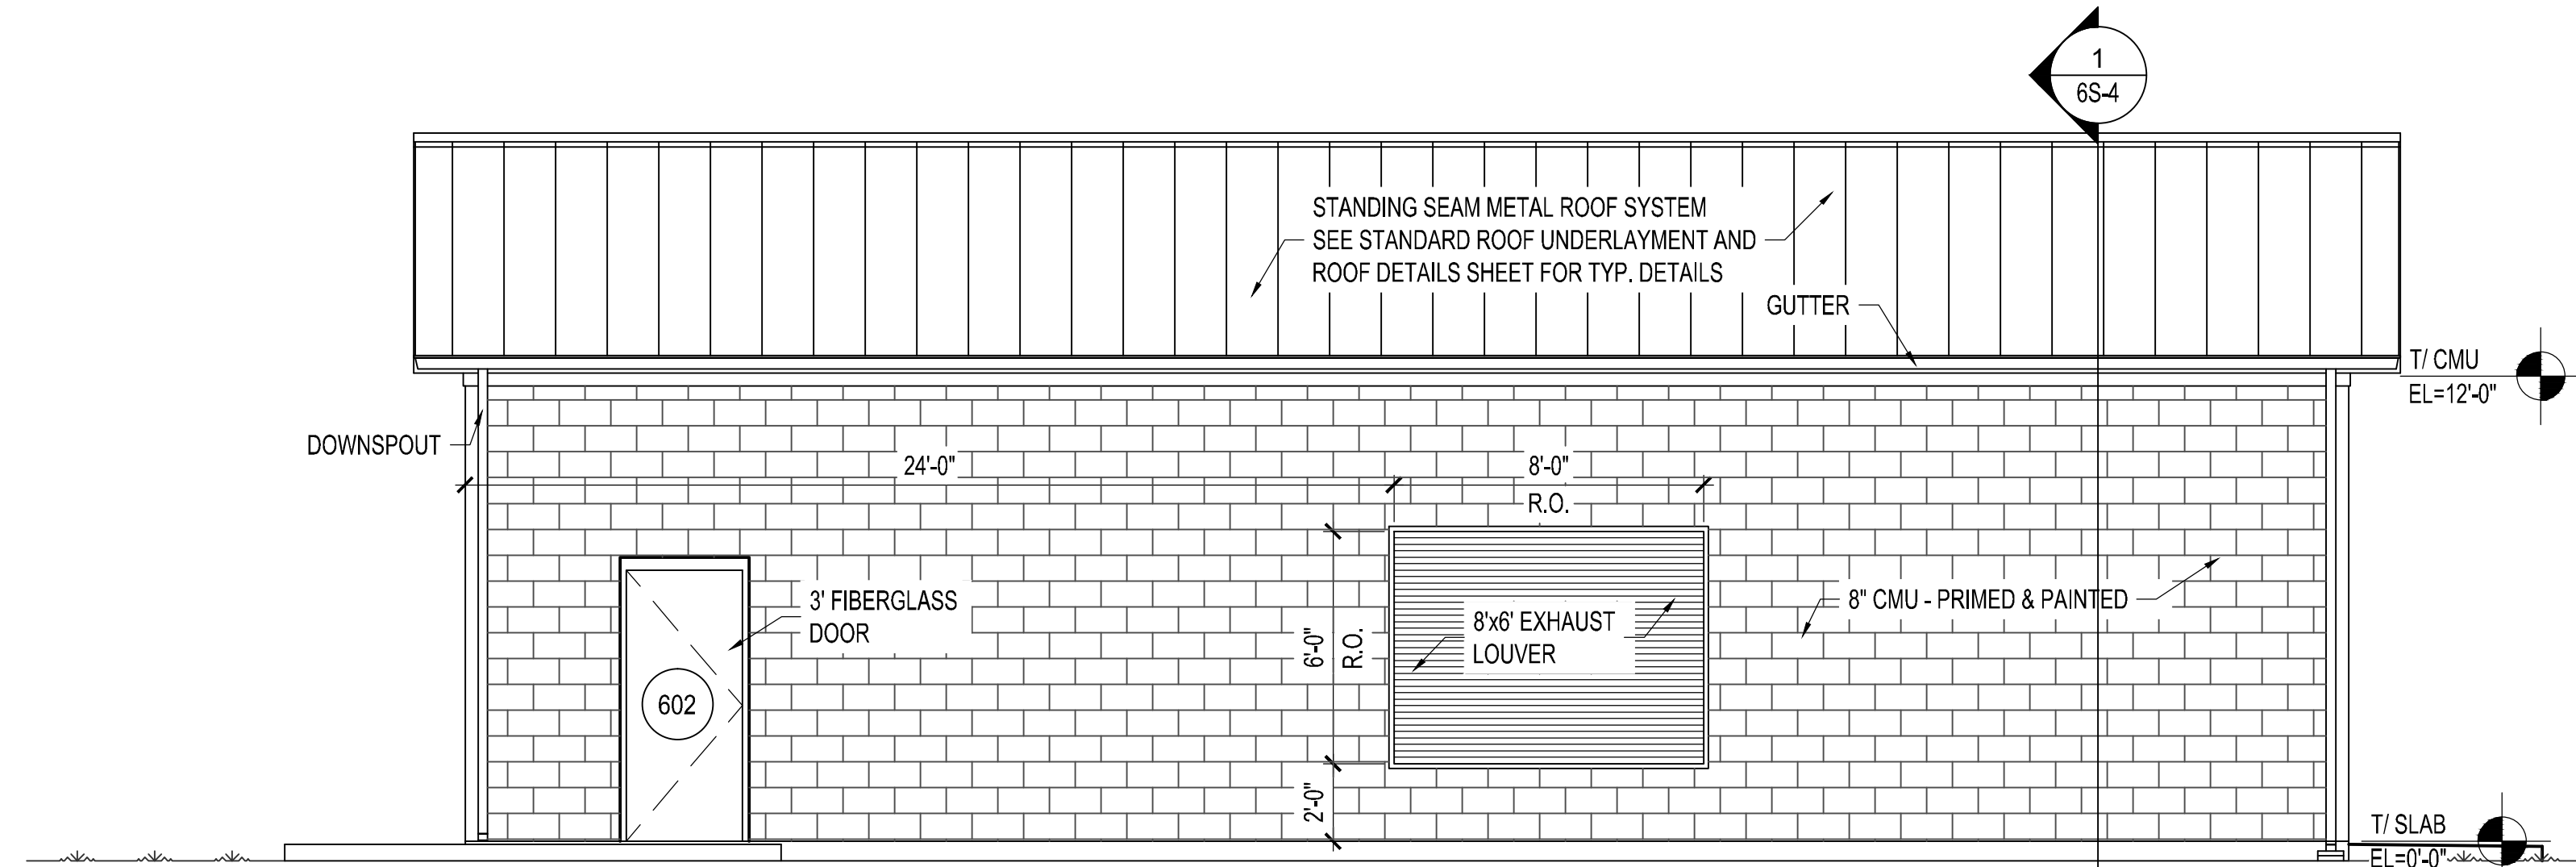 1
6S-4
STANDING SEAM METAL ROOF SYSTEM
SEE STANDARD ROOF UNDERLAYMENT AND
ROOF DETAILS SHEET FOR TYP. DETAILS
GUTTER
T/ CMU
EL=12'-0"
DOWNSPOUT
24'-0"
8'-0"
R.O.
3' FIBERGLASS
DOOR
6'-0"
R.O.
8'x6' EXHAUST
LOUVER
8" CMU - PRIMED & PAINTED
602
2'-0"
T/ SLAB
EL=0'-0"